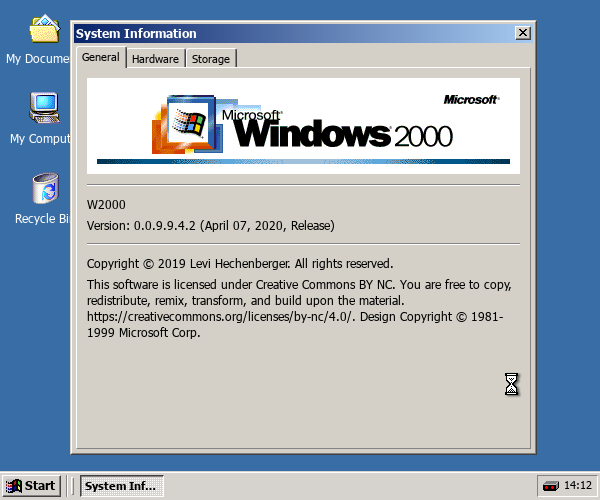 System Information
My Docume
General
Hardware
Storage
Microsoft
Microsoft
Windows 2000
My Comput
W2000
Version: 0.0.9.9.4.2 (April 07, 2020, Release)
Recycle Bi
Copyright © 2019 Levi Hechenberger. All rights reserved.
This software is licensed under Creative Commons BY NC. You are free to copy,
redistribute, remix, transform, and build upon the material.
https://creativecommons.org/licenses/by-nc/4.0/. Design Copyright © 1981-
1999 Microsoft Corp.
Start
System Inf...
14:12